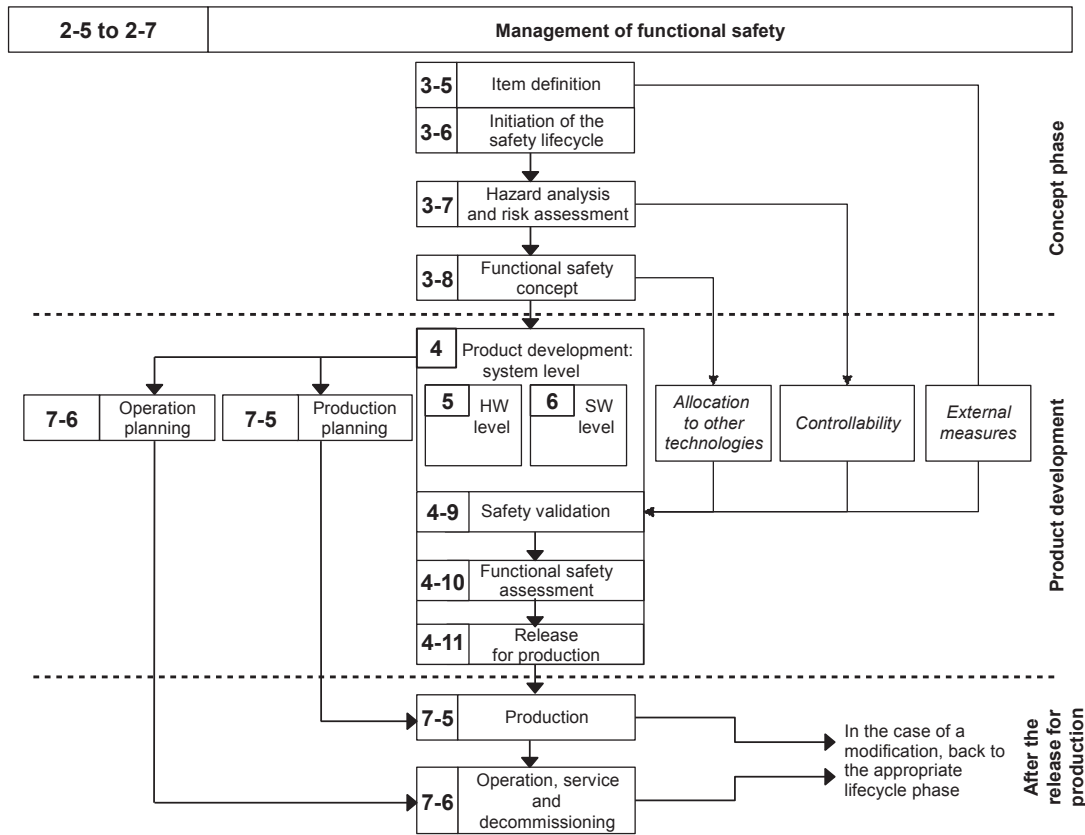 2-5 to 2-7
Management of functional safety
3-5
Item definition
3-6
Initiation of the
safety lifecycle
3-7
Hazard analysis
and risk assessment
3-8
Functional safety
concept
Concept phase
4
Product development:
system level
5
HW
level
6
SW
level
7-6
Operation
planning
7-5
Production
planning
Allocation
to other
technologies
Controllability
External
measures
4-9
Safety validation
4-10
Functional safety
assessment
4-11
Release
for production
Product development
7-5
Production
7-6
Operation, service
and
decommissioning
In the case of a
modification, back to
the appropriate
lifecycle phase
After the
release for
production